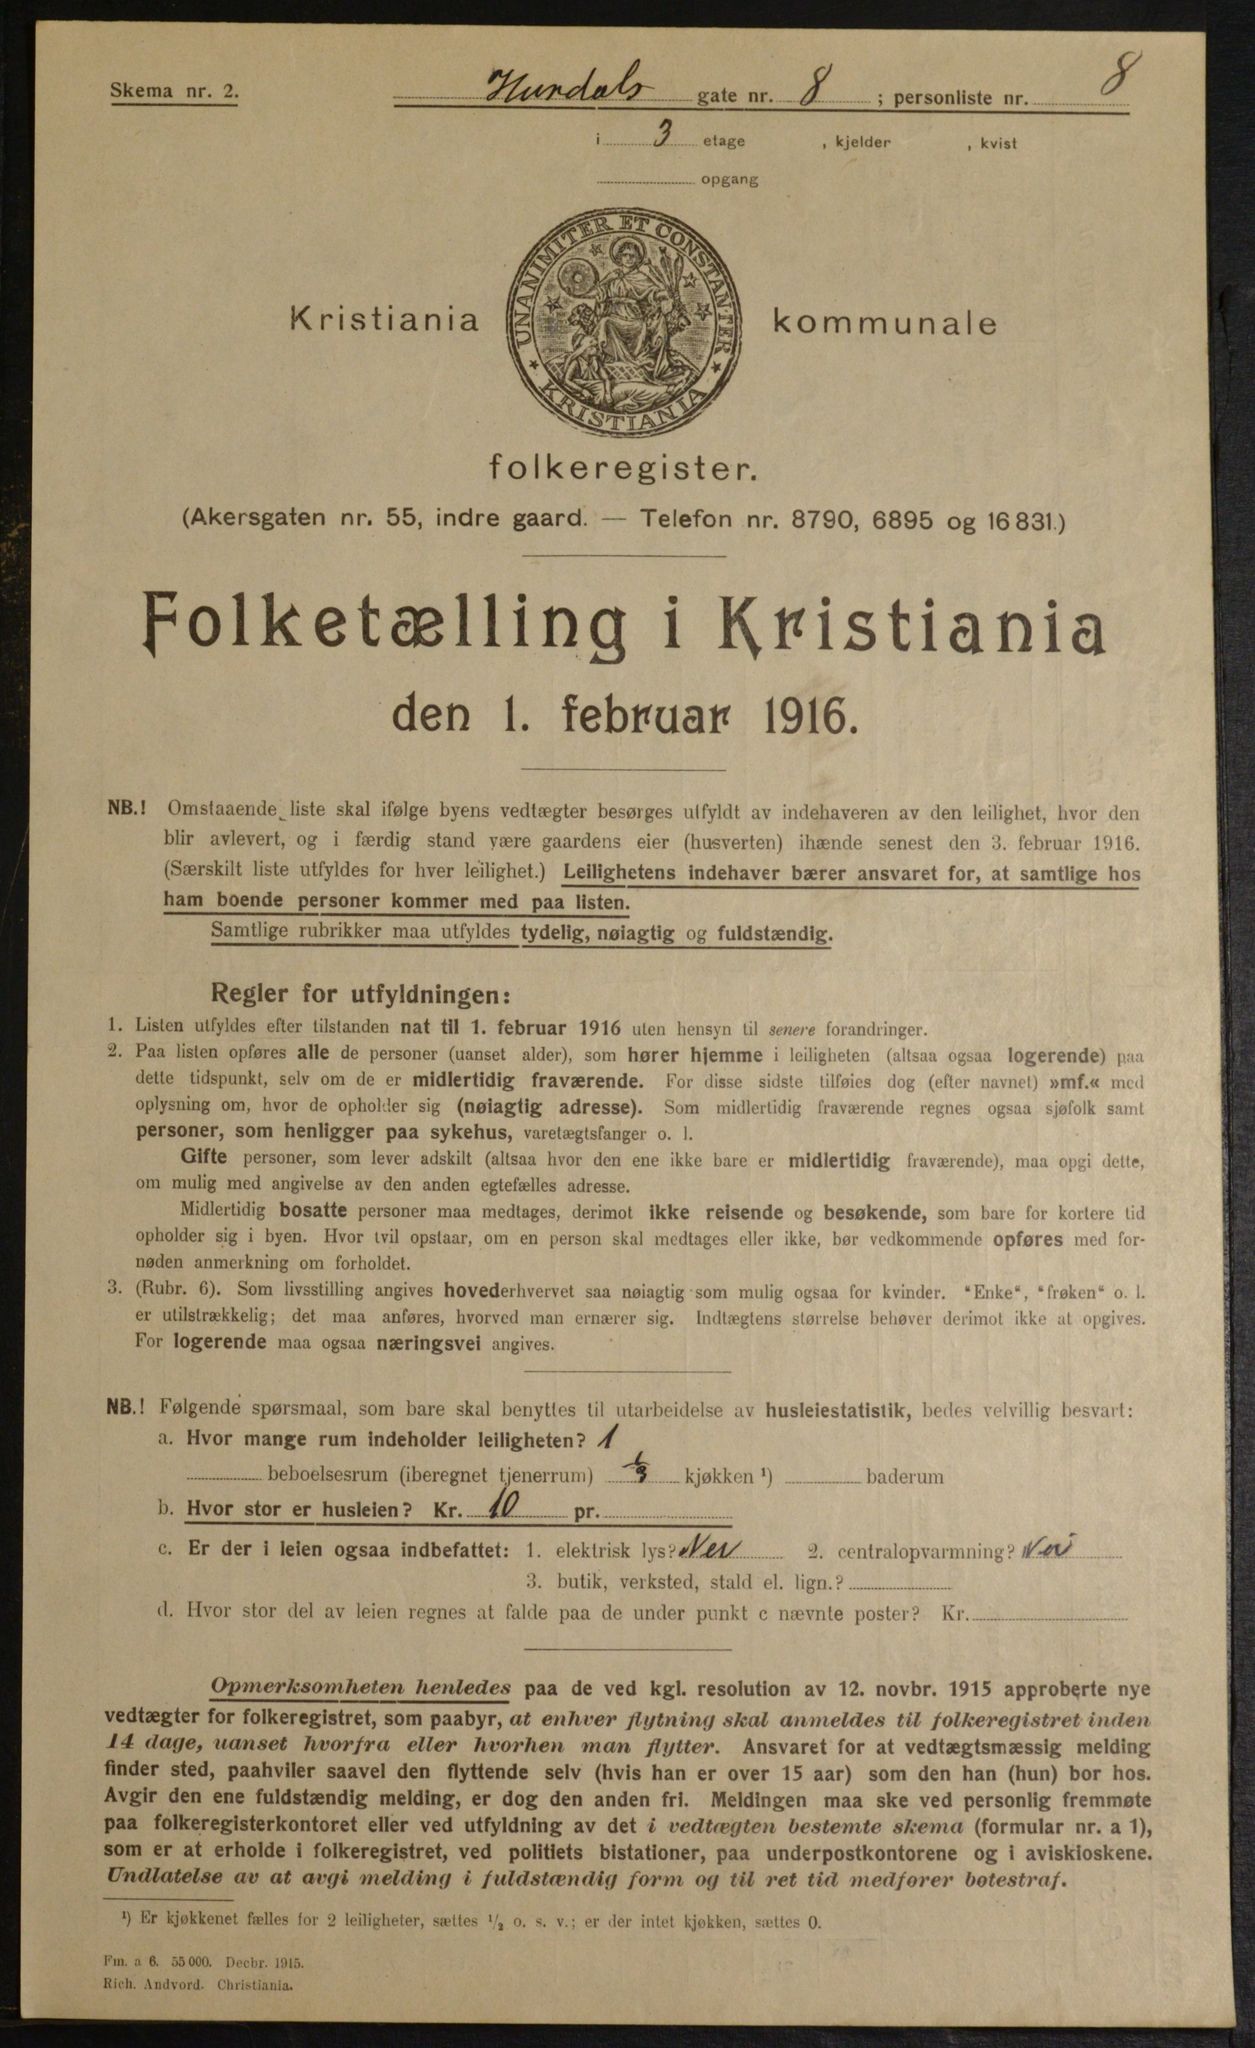 Skema nr. 2.
Hurdals gate nr. 8 ; personliste nr. 8
i 3 etage , kjelder , kvist
opgang
UNANIMITER ET CONSTANTER
KRISTIANIA
Kristiania kommunale
folkeregister.
(Akersgaten nr. 55, indre gaard. — Telefon nr. 8790, 6895 og 16 831.)
Folketælling i Kristiania
den 1. februar 1916.
NB.! Omstaaende liste skal ifølge byens vedtægter besørges utfyldt av indehaveren av den leilighet, hvor den
blir avlevert, og i færdig stand være gaardens eier (husverten) ihænde senest den 3. februar 1916.
(Særskilt liste utfyldes for hver leilighet.) Leilighetens indehaver bærer ansvaret for, at samtlige hos
ham boende personer kommer med paa listen.
Samtlige rubrikker maa utfyldes tydelig, nøiagtig og fuldstændig.
Regler for utfyldningen:
1. Listen utfyldes efter tilstanden nat til 1. februar 1916 uten hensyn til senere forandringer.
2. Paa listen opføres alle de personer (uanset alder), som hører hjemme i leiligheten (altsaa ogsaa logerende) paa
dette tidspunkt, selv om de er midlertidig fraværende. For disse sidste tilføies dog (efter navnet) »mf.« med
oplysning om, hvor de opholder sig (nøiagtig adresse). Som midlertidig fraværende regnes ogsaa sjøfolk samt
personer, som henligger paa sykehus, varetægtsfanger o. l.
Gifte personer, som lever adskilt (altsaa hvor den ene ikke bare er midlertidig fraværende), maa opgi dette,
om mulig med angivelse av den anden egtefælles adresse.
Midlertidig bosatte personer maa medtages, derimot ikke reisende og besøkende, som bare for kortere tid
opholder sig i byen. Hvor tvil opstaar, om en person skal medtages eller ikke, bør vedkommende opføres med for-
nøden anmerkning om forholdet.
3. (Rubr. 6). Som livsstilling angives hovederhvervet saa nøiagtig som mulig ogsaa for kvinder. "Enke", "frøken" o. l.
er utilstrækkelig; det maa anføres, hvorved man ernærer sig. Indtægtens størrelse behøver derimot ikke at opgives.
For logerende maa ogsaa næringsvei angives.
NB.! Følgende spørsmaal, som bare skal benyttes til utarbeidelse av husleiestatistik, bedes velvillig besvart:
a. Hvor mange rum indeholder leiligheten? 1
beboelsesrum (iberegnet tjenerrum) 1/3 kjøkken ¹) baderum
b. Hvor stor er husleien? Kr. 10 pr.
c. Er der i leien ogsaa indbefattet: 1. elektrisk lys? Nei 2. centralopvarmning? Nei
3. butik, verksted, stald el. lign.?
d. Hvor stor del av leien regnes at falde paa de under punkt c nævnte poster? Kr.
Opmerksomheten henledes paa de ved kgl. resolution av 12. novbr. 1915 approberte nye
vedtægter for folkeregistret, som paabyr, at enhver flytning skal anmeldes til folkeregistret inden
14 dage, uanset hvorfra eller hvorhen man flytter. Ansvaret for at vedtægtsmæssig melding
finder sted, paahviler saavel den flyttende selv (hvis han er over 15 aar) som den han (hun) bor hos.
Avgir den ene fuldstændig melding, er dog den anden fri. Meldingen maa ske ved personlig fremmøte
paa folkeregisterkontoret eller ved utfyldning av det i vedtægten bestemte skema (formular nr. a 1),
som er at erholde i folkeregistret, ved politiets bistationer, paa underpostkontorene og i aviskioskene.
Undlatelse av at avgi melding i fuldstændig form og til ret tid medfører bøtestraf.
¹) Er kjøkkenet fælles for 2 leiligheter, sættes ½ o. s. v.; er der intet kjøkken, sættes 0.
Fm. a 6. 55 000. Decbr. 1915.
Rich. Andvord. Christiania.